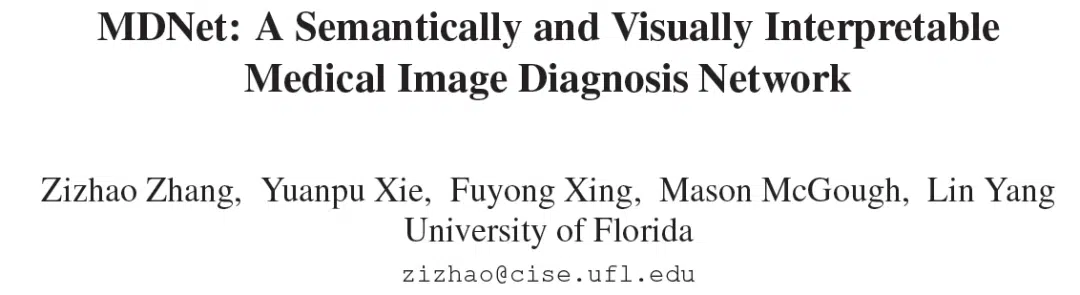 MDNet: A Semantically and Visually Interpretable
Medical Image Diagnosis Network
Zizhao Zhang, Yuanpu Xie, Fuyong Xing, Mason McGough, Lin Yang
University of Florida
zizhao@cise.ufl.edu